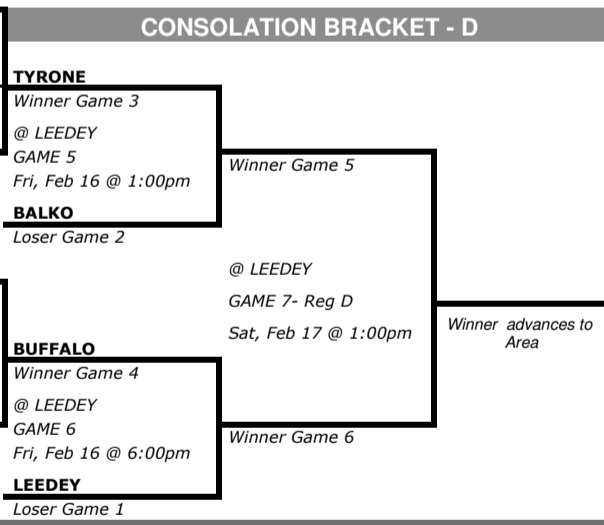 CONSOLATION BRACKET - D
TYRONE
Winner Game 3
@ LEEDEY
GAME 5
Fri, Feb 16 @ 1:00pm
BALKO
Loser Game 2
Winner Game 5
@ LEEDEY
GAME 7- Reg D
Sat, Feb 17 @ 1:00pm
Winner advances to
Area
BUFFALO
Winner Game 4
@ LEEDEY
GAME 6
Fri, Feb 16 @ 6:00pm
LEEDEY
Loser Game 1
Winner Game 6